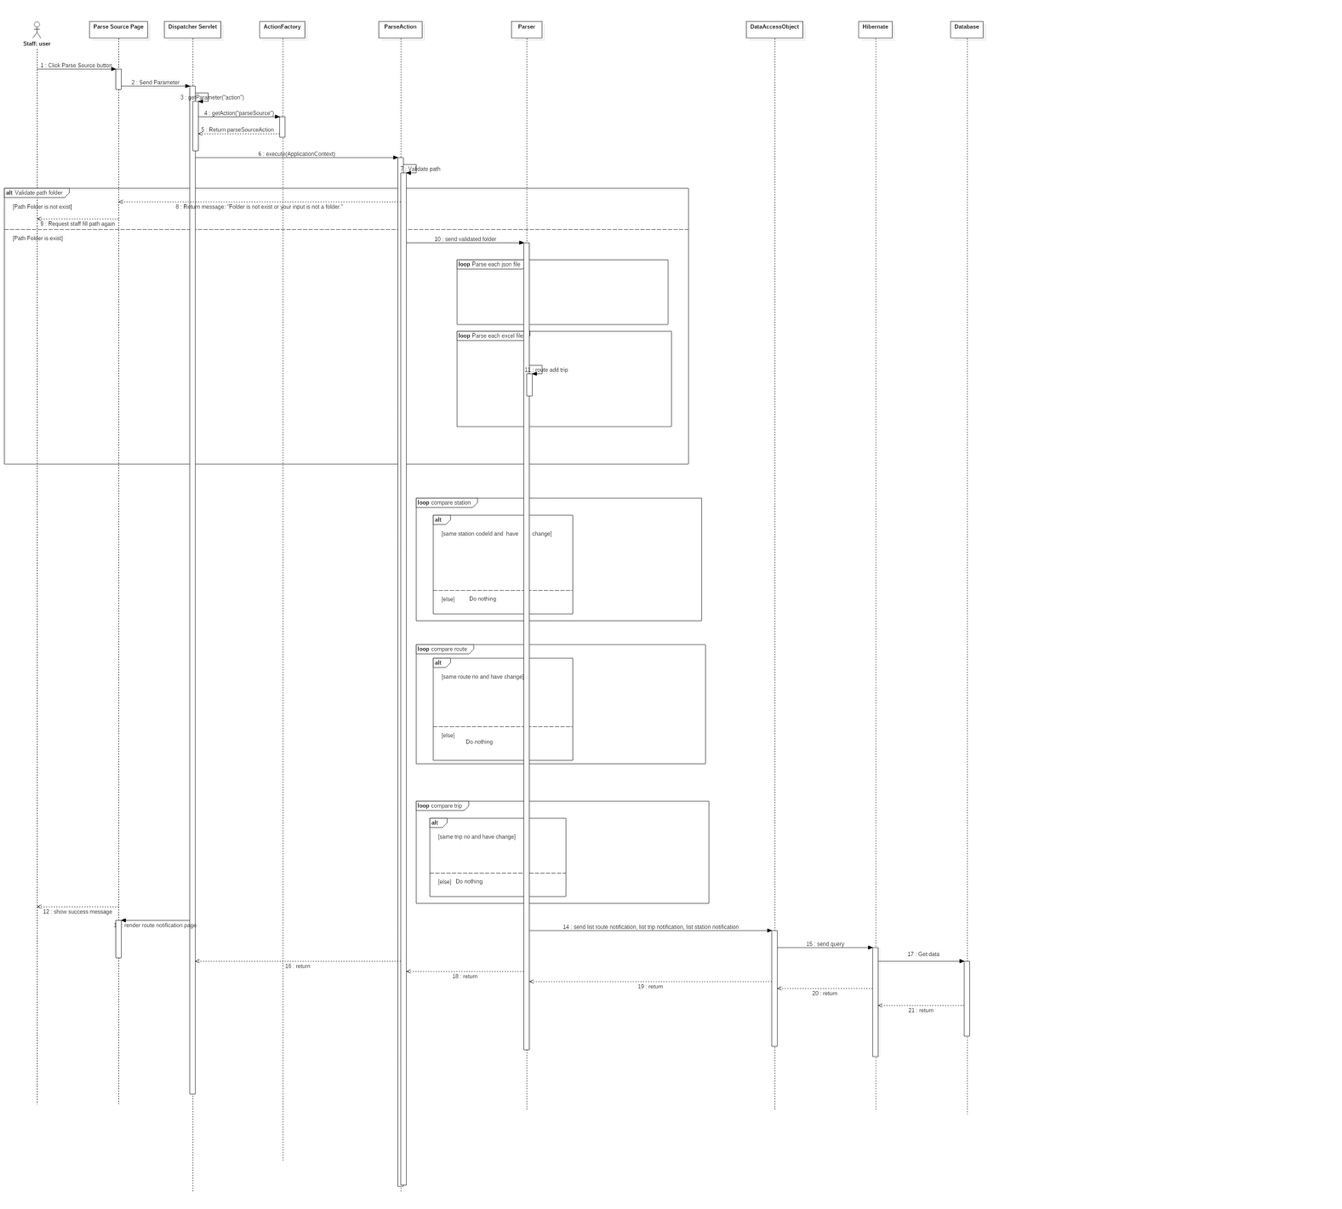 Staff: user
Parse Source Page
Dispatcher Servlet
ActionFactory
ParseAction
Parser
DataAccessObject
Hibernate
Database
1 : Click Parse Source button
2 : Send Parameter
3 : getParameter("action")
4 : getAction("parseSource")
5 : Return parseSourceAction
6 : execute(ApplicationContext)
7 : Validate path
alt Validate path folder
[Path Folder is not exist]
8 : Return message: "Folder is not exist or your input is not a folder."
9 : Request staff fill path again
[Path Folder is exist]
10 : send validated folder
loop Parse each json file
loop Parse each excel file
11 : route add trip
loop compare station
alt
[same station codeId and have change]
[else] Do nothing
loop compare route
alt
[same route no and have change]
[else]
Do nothing
loop compare trip
alt
[same trip no and have change]
[else] Do nothing
12 : show success message
render route notification page
14 : send list route notification, list trip notification, list station notification
15 : send query
17 : Get data
16 : return
18 : return
19 : return
20 : return
21 : return